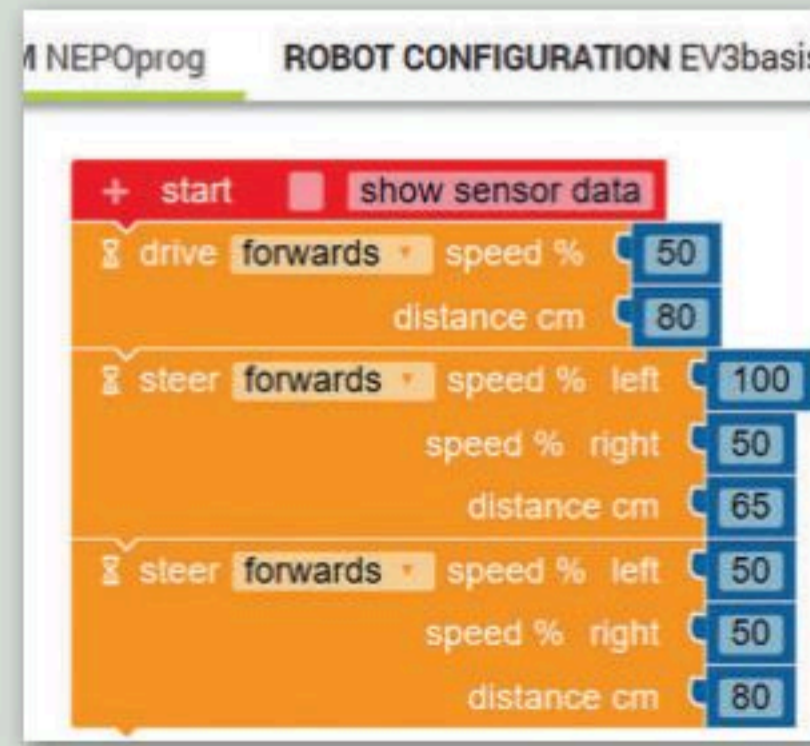 NEPOprog ROBOT CONFIGURATION EV3basis
+ start show sensor data
drive forwards speed % 50
distance cm 80
steer forwards speed % left 100
speed % right 50
distance cm 65
steer forwards speed % left 50
speed % right 50
distance cm 80